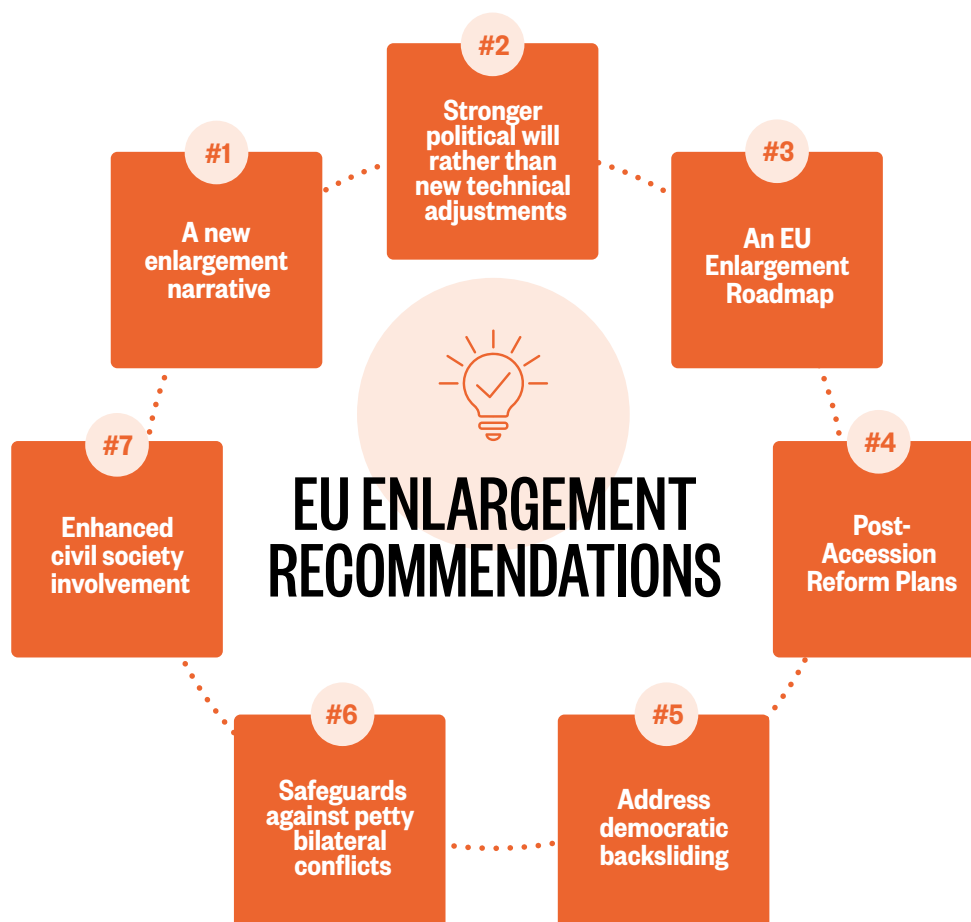 #1
A new
enlargement
narrative
#2
Stronger
political will
rather than
new technical
adjustments
#3
An EU
Enlargement
Roadmap
#4
Post-
Accession
Reform Plans
#5
Address
democratic
backsliding
#6
Safeguards
against petty
bilateral
conflicts
#7
Enhanced
civil society
involvement
EU ENLARGEMENT
RECOMMENDATIONS